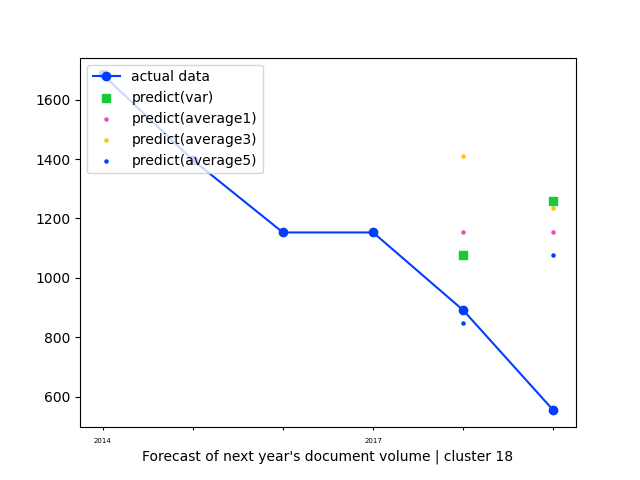 actual data
predict(var)
predict(average1)
predict(average3)
predict(average5)
1600
1400
1200
1000
800
600
2014
2017
Forecast of next year's document volume | cluster 18